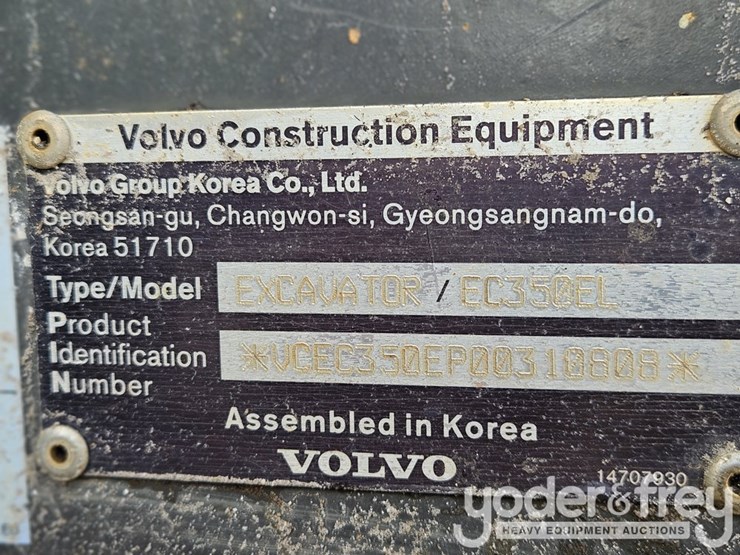 Volvo Construction Equipment
Volvo Group Korea Co., Ltd.
Seongsan-gu, Changwon-si, Gyeongsangnam-do,
Korea 51710
Type/Model EXCAVATOR / EC350EL
Product
Identification *VCEC350EP00310808*
Number
Assembled in Korea
VOLVO
14707930
yoder&frey
HEAVY EQUIPMENT AUCTIONS